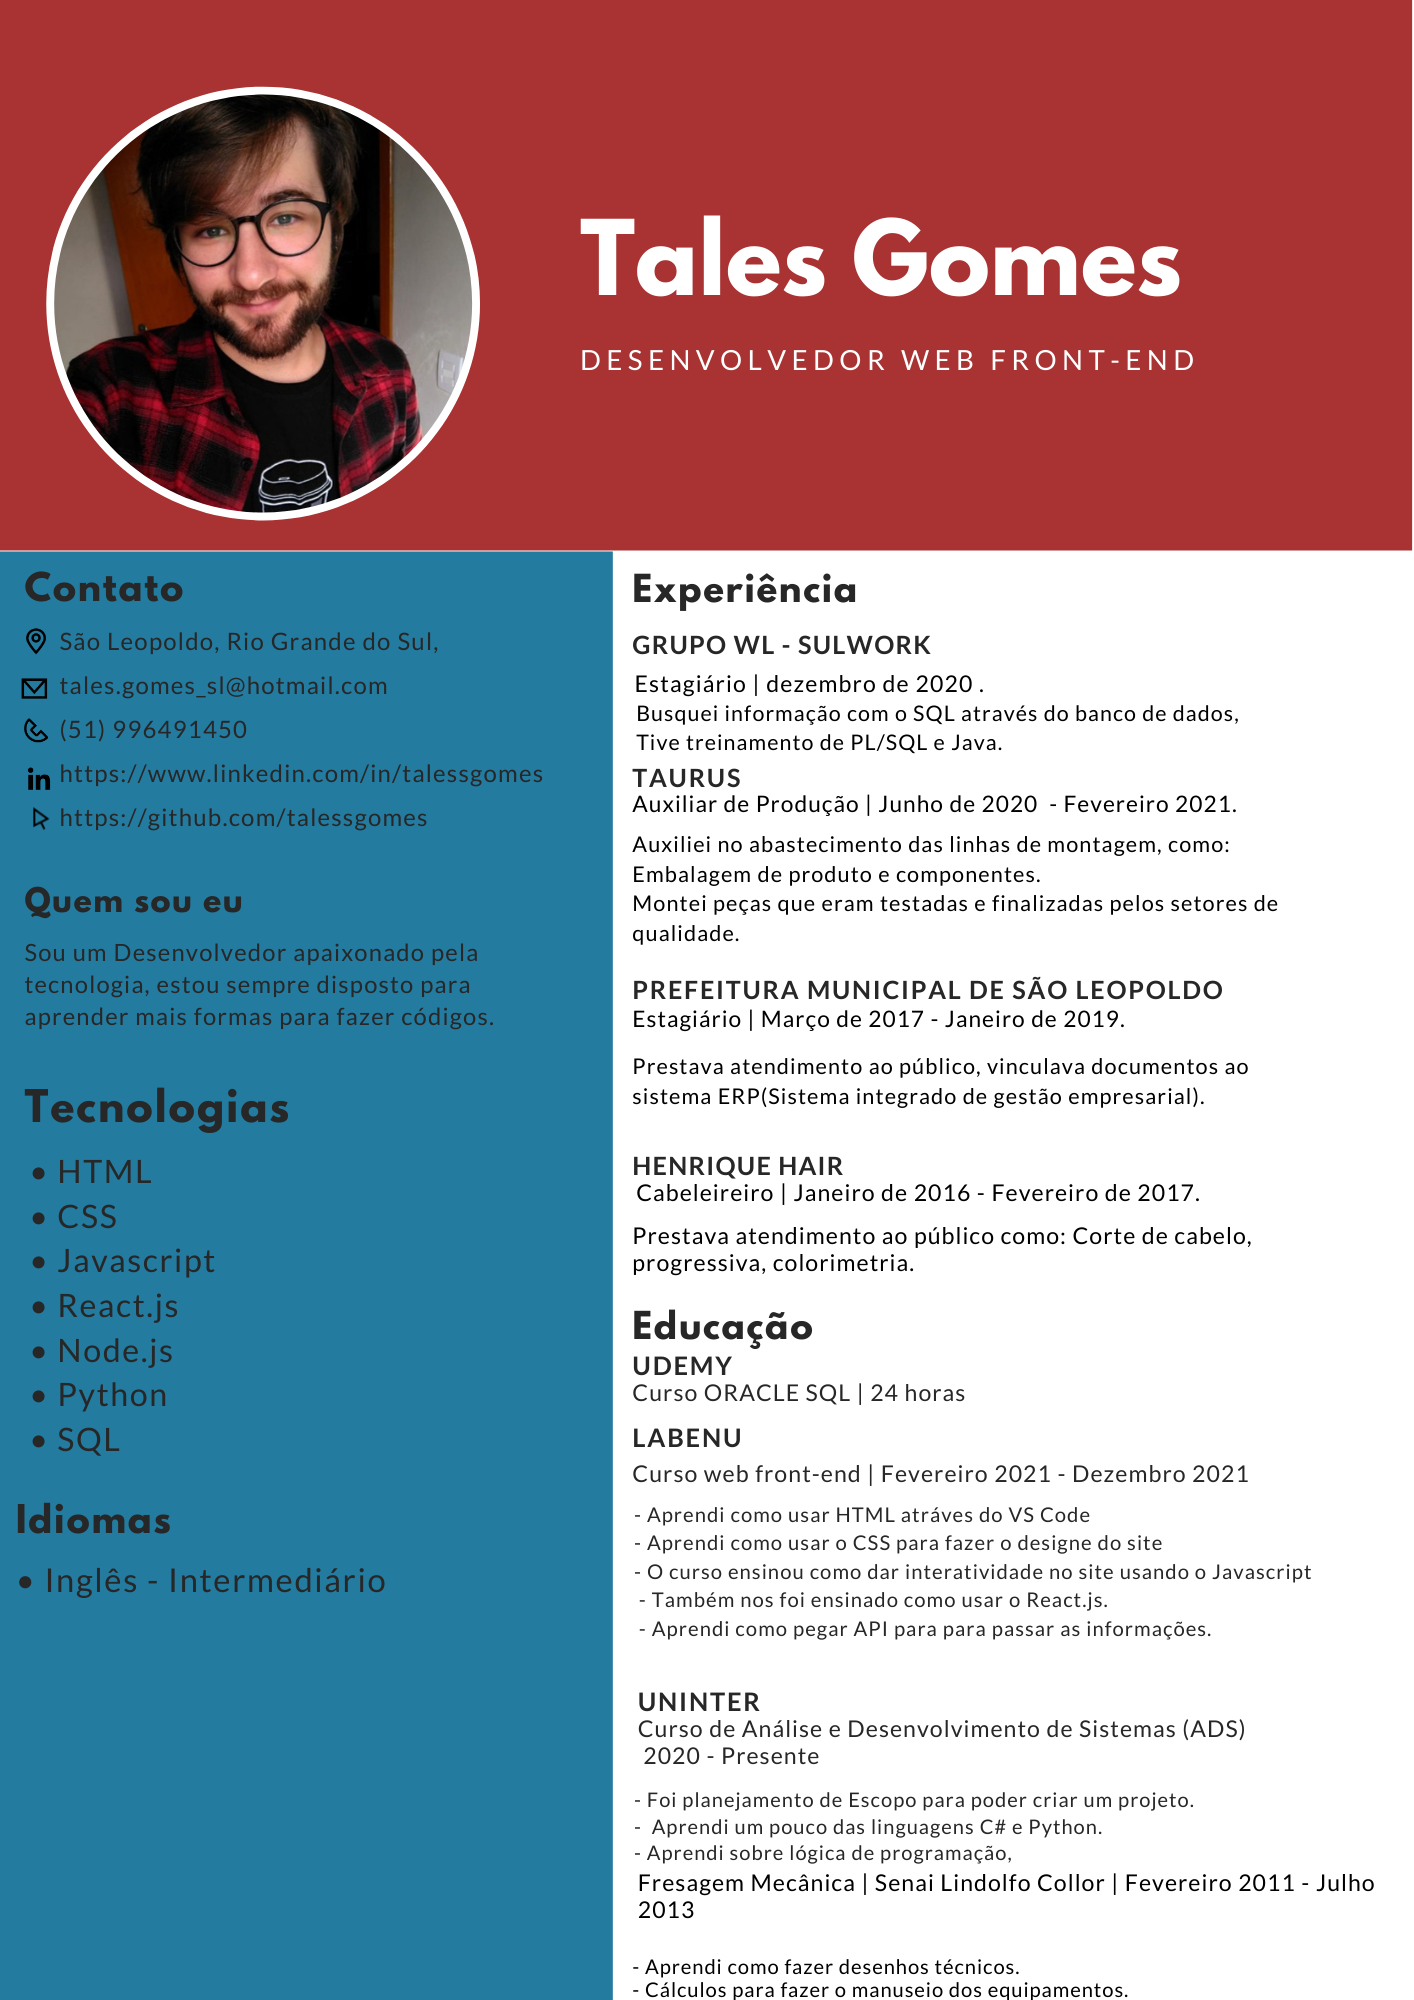 Tales Gomes
DESENVOLVEDOR WEB FRONT-END
Contato
São Leopoldo, Rio Grande do Sul,
tales.gomes_sl@hotmail.com
(51) 996491450
https://www.linkedin.com/in/talessgomes
https://github.com/talessgomes
Quem sou eu
Sou um Desenvolvedor apaixonado pela
tecnologia, estou sempre disposto para
aprender mais formas para fazer códigos.
Tecnologias
• HTML
• CSS
• Javascript
• React.js
• Node.js
• Python
• SQL
Idiomas
• Inglês - Intermediário
Experiência
GRUPO WL - SULWORK
Estagiário | dezembro de 2020 .
Busquei informação com o SQL através do banco de dados,
Tive treinamento de PL/SQL e Java.
TAURUS
Auxiliar de Produção | Junho de 2020  - Fevereiro 2021.
Auxiliei no abastecimento das linhas de montagem, como:
Embalagem de produto e componentes.
Montei peças que eram testadas e finalizadas pelos setores de
qualidade.
PREFEITURA MUNICIPAL DE SÃO LEOPOLDO
Estagiário | Março de 2017 - Janeiro de 2019.
Prestava atendimento ao público, vinculava documentos ao
sistema ERP(Sistema integrado de gestão empresarial).
HENRIQUE HAIR
Cabeleireiro | Janeiro de 2016 - Fevereiro de 2017.
Prestava atendimento ao público como: Corte de cabelo,
progressiva, colorimetria.
Educação
UDEMY
Curso ORACLE SQL | 24 horas
LABENU
Curso web front-end | Fevereiro 2021 - Dezembro 2021
- Aprendi como usar HTML atráves do VS Code
- Aprendi como usar o CSS para fazer o designe do site
- O curso ensinou como dar interatividade no site usando o Javascript
- Também nos foi ensinado como usar o React.js.
- Aprendi como pegar API para para passar as informações.
UNINTER
Curso de Análise e Desenvolvimento de Sistemas (ADS)
2020 - Presente
- Foi planejamento de Escopo para poder criar um projeto.
-  Aprendi um pouco das linguagens C# e Python.
- Aprendi sobre lógica de programação,
Fresagem Mecânica | Senai Lindolfo Collor | Fevereiro 2011 - Julho
2013
- Aprendi como fazer desenhos técnicos.
- Cálculos para fazer o manuseio dos equipamentos.